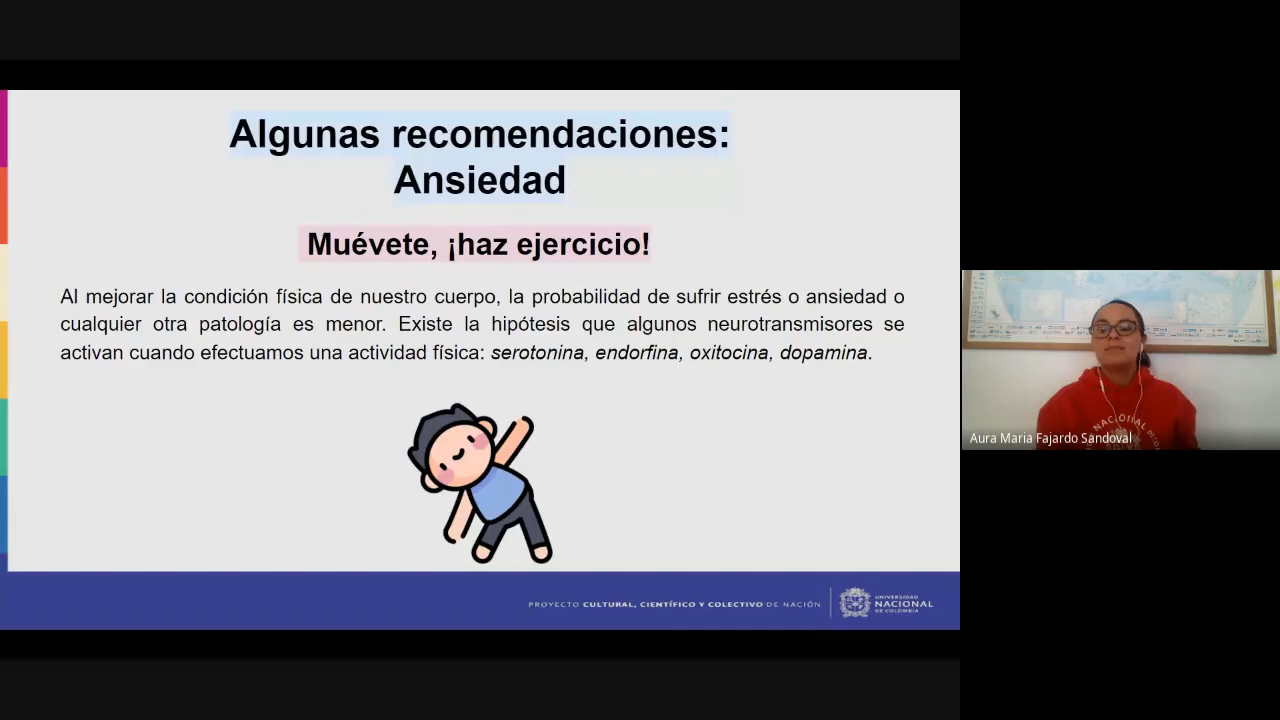 Algunas recomendaciones:
Ansiedad
Muévete, ¡haz ejercicio!
Al mejorar la condición física de nuestro cuerpo, la probabilidad de sufrir estrés o ansiedad o
cualquier otra patología es menor. Existe la hipótesis que algunos neurotransmisores se
activan cuando efectuamos una actividad física: serotonina, endorfina, oxitocina, dopamina.
PROYECTO CULTURAL, CIENTÍFICO Y COLECTIVO DE NACIÓN
UNIVERSIDAD
NACIONAL
DE COLOMBIA
NACIONAL
Aura Maria Fajardo Sandoval